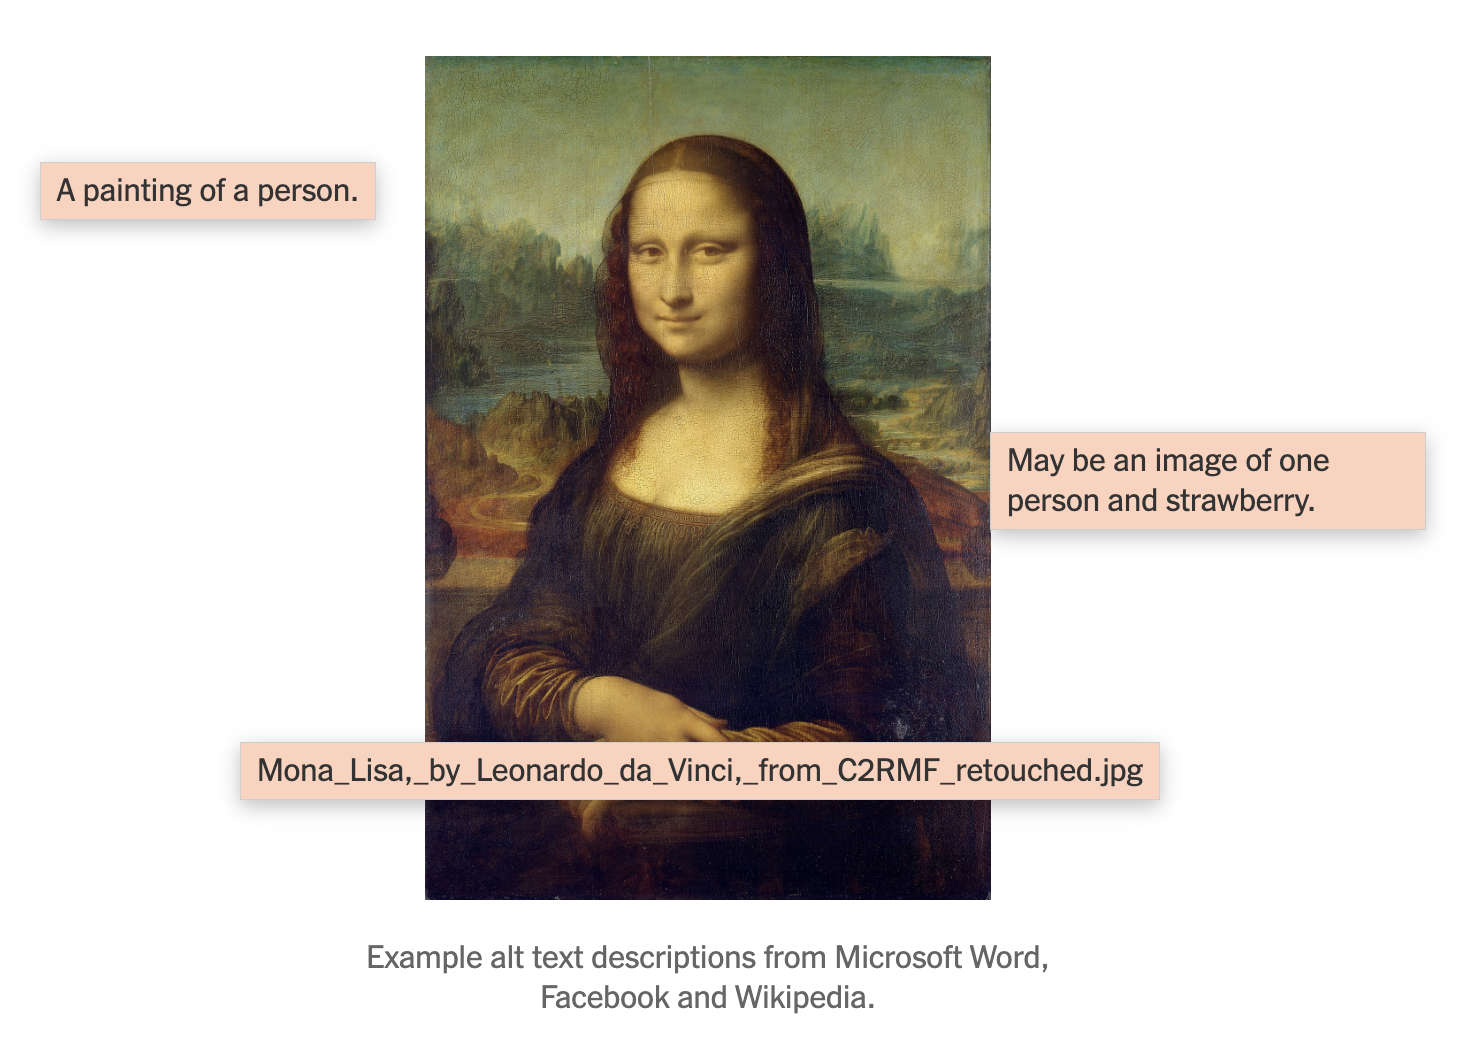 A painting of a person.
May be an image of one
person and strawberry.
Mona_Lisa,_by_Leonardo_da_Vinci,_from_C2RMF_retouched.jpg
Example alt text descriptions from Microsoft Word,
Facebook and Wikipedia.